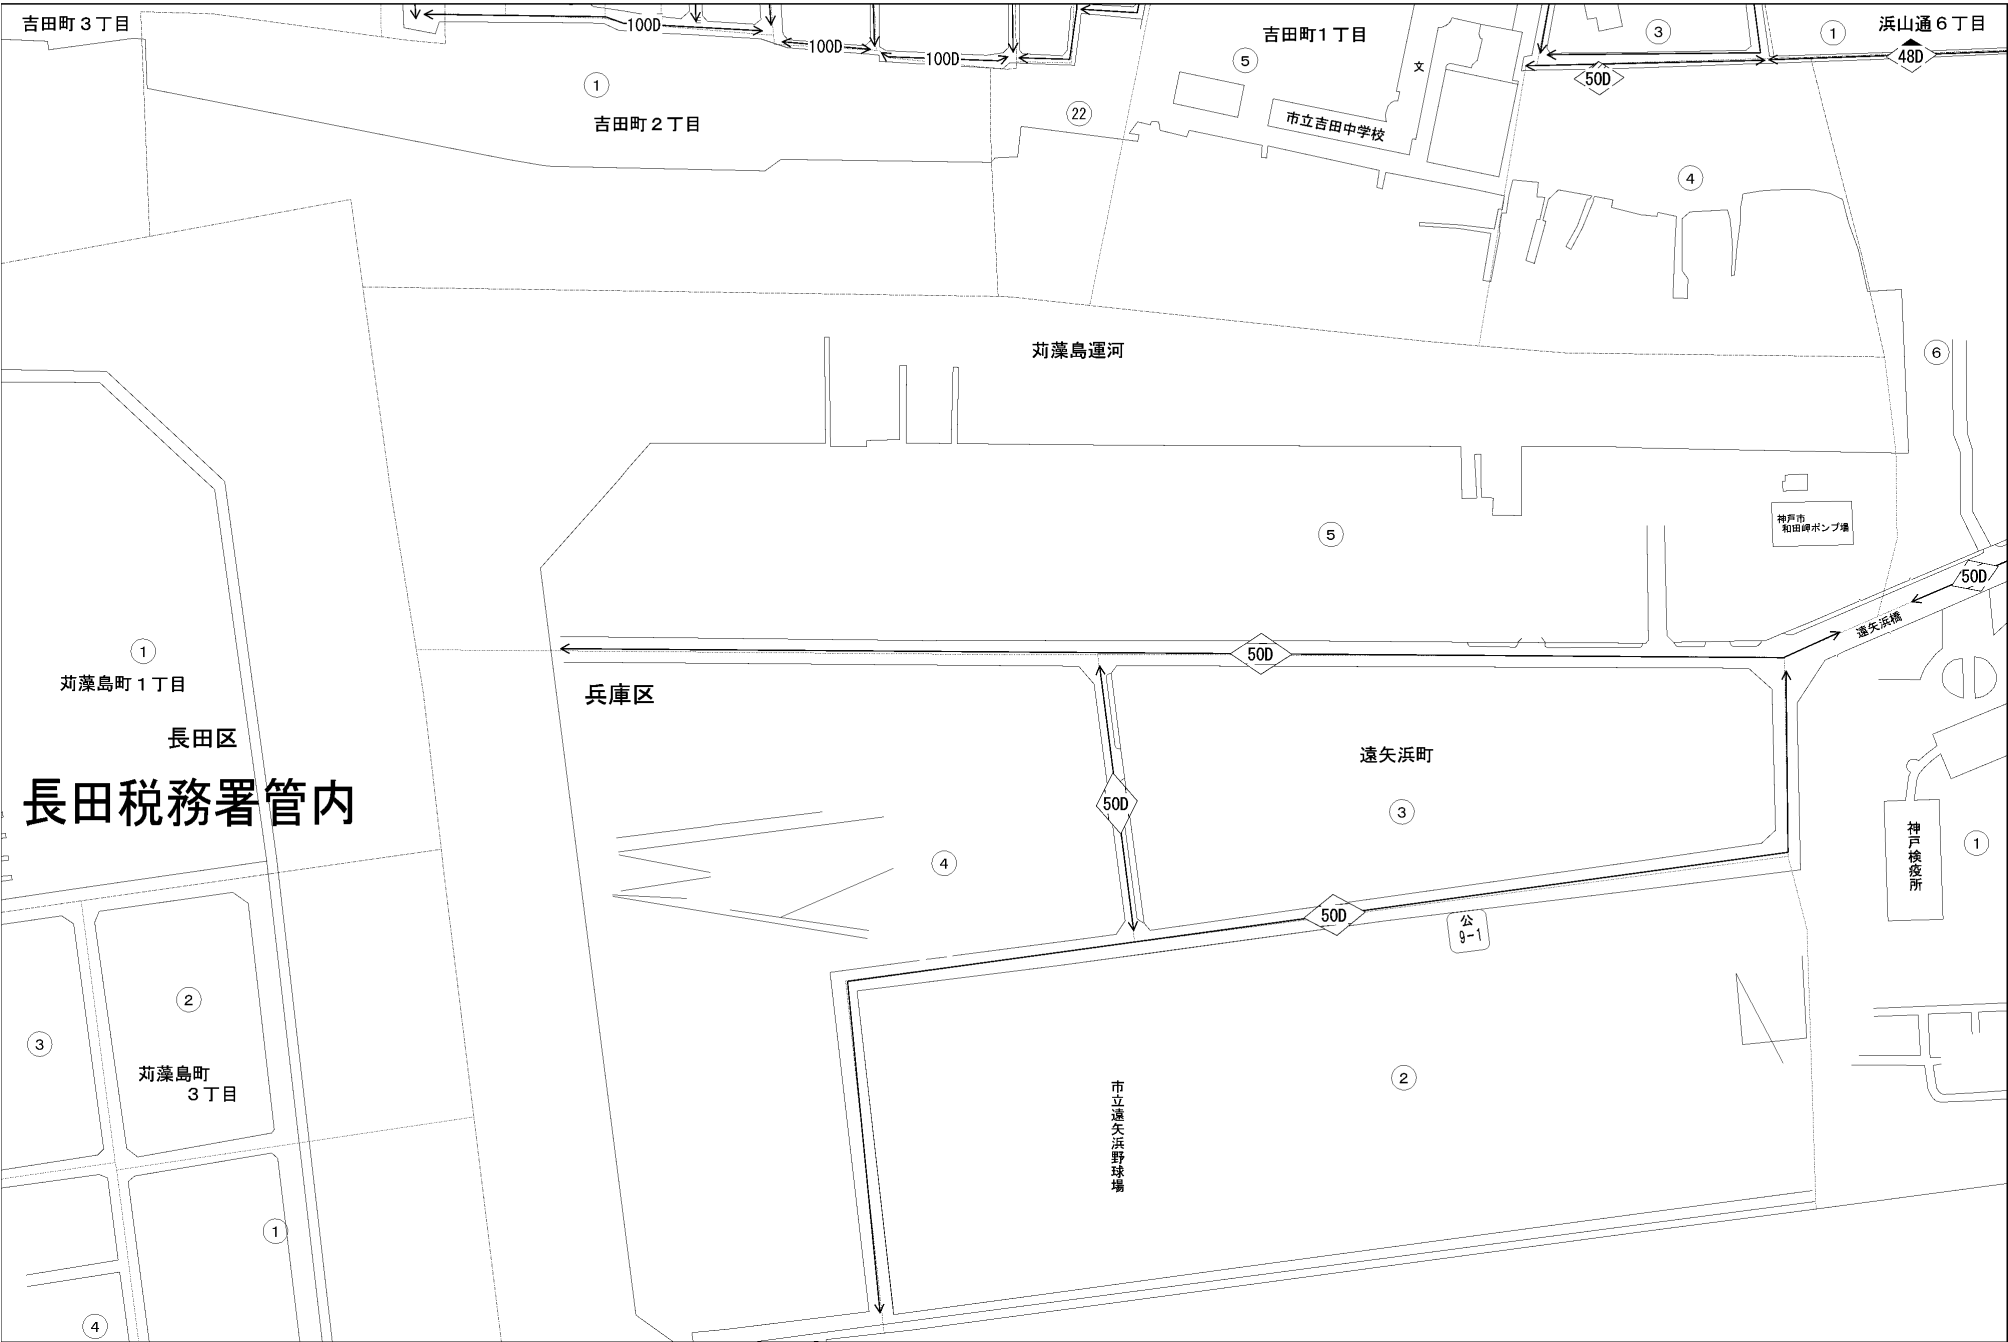 吉田町3丁目
100D
100D
100D
吉田町1丁目
3
1
浜山通6丁目
48D
50D
5
文
1
22
吉田町2丁目
市立吉田中学校
4
苅藻島運河
6
5
神戸市
和田岬ポンプ場
50D
遠矢浜橋
50D
1
苅藻島町1丁目
兵庫区
長田区
遠矢浜町
長田税務署管内
50D
3
4
神戸検疫所
1
50D
公
9-1
2
3
苅藻島町
3丁目
2
市立遠矢浜野球場
1
4